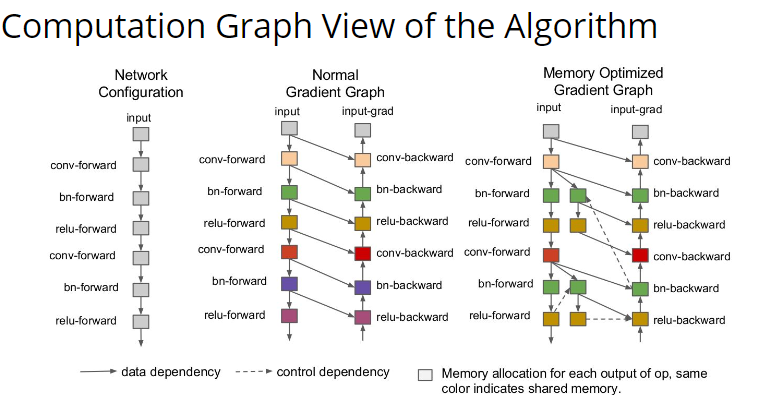 Computation Graph View of the Algorithm
Network
Configuration
input
conv-forward
bn-forward
relu-forward
conv-forward
bn-forward
relu-forward
Normal
Gradient Graph
input
input-grad
conv-forward
conv-backward
bn-forward
bn-backward
relu-forward
relu-backward
conv-forward
conv-backward
bn-forward
bn-backward
relu-forward
relu-backward
Memory Optimized
Gradient Graph
input
input-grad
conv-forward
conv-backward
bn-forward
bn-backward
relu-forward
relu-backward
conv-forward
conv-backward
bn-forward
bn-backward
relu-forward
relu-backward
data dependency
control dependency
Memory allocation for each output of op, same
color indicates shared memory.